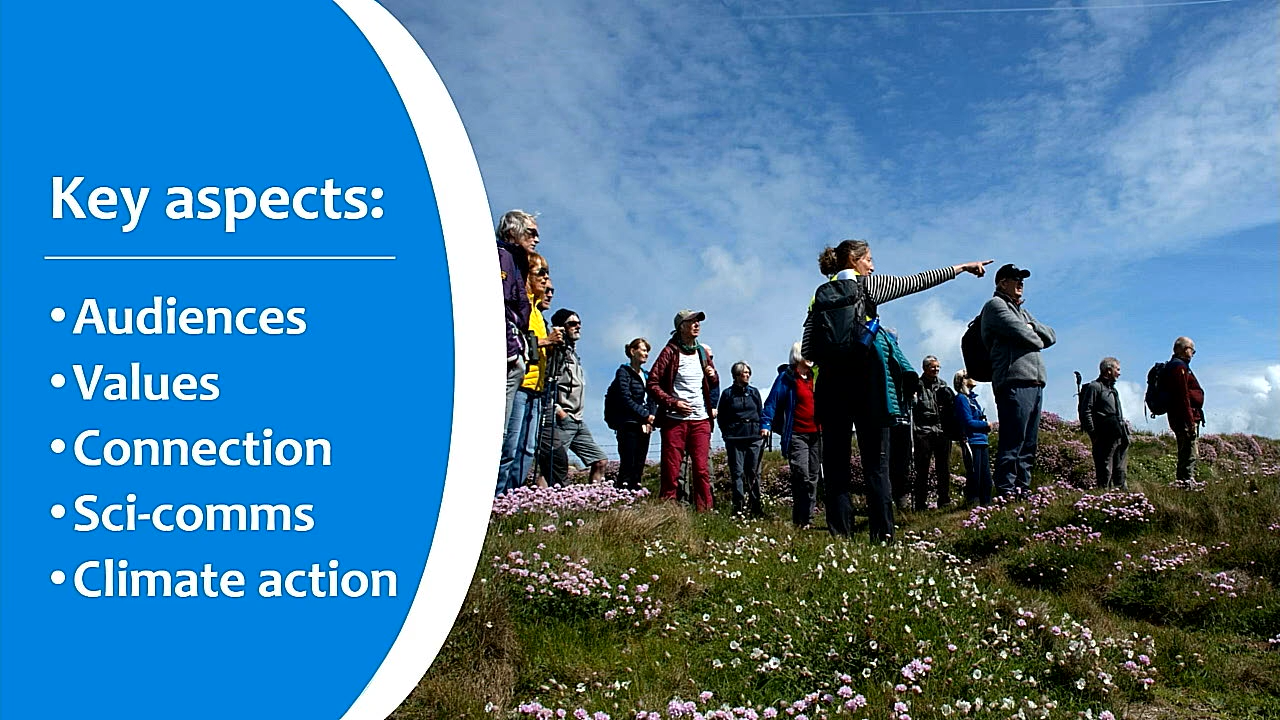 Key aspects:
• Audiences
• Values
• Connection
• Sci-comms
• Climate action